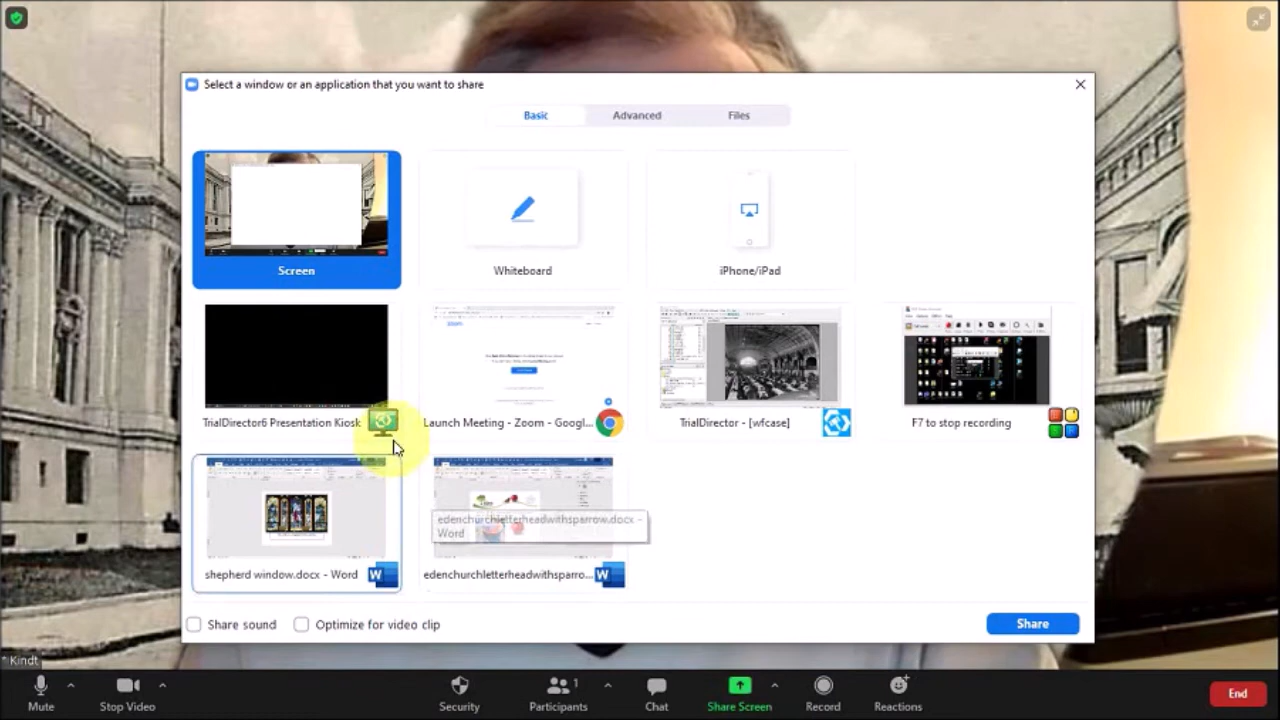 Select a window or an application that you want to share
Basic
Advanced
Files
Screen
Whiteboard
iPhone/iPad
TrialDirector6 Presentation Kiosk
Launch Meeting - Zoom - Googl...
TrialDirector - [wfcase]
F7 to stop recording
edenchurchletterheadwithsparrow.docx -
Word
shepherd window.docx - Word
edenchurchletterheadwithsparro...
Share sound
Optimize for video clip
Share
Kindt
1
Mute
Stop Video
Security
Participants
Chat
Share Screen
Record
Reactions
End